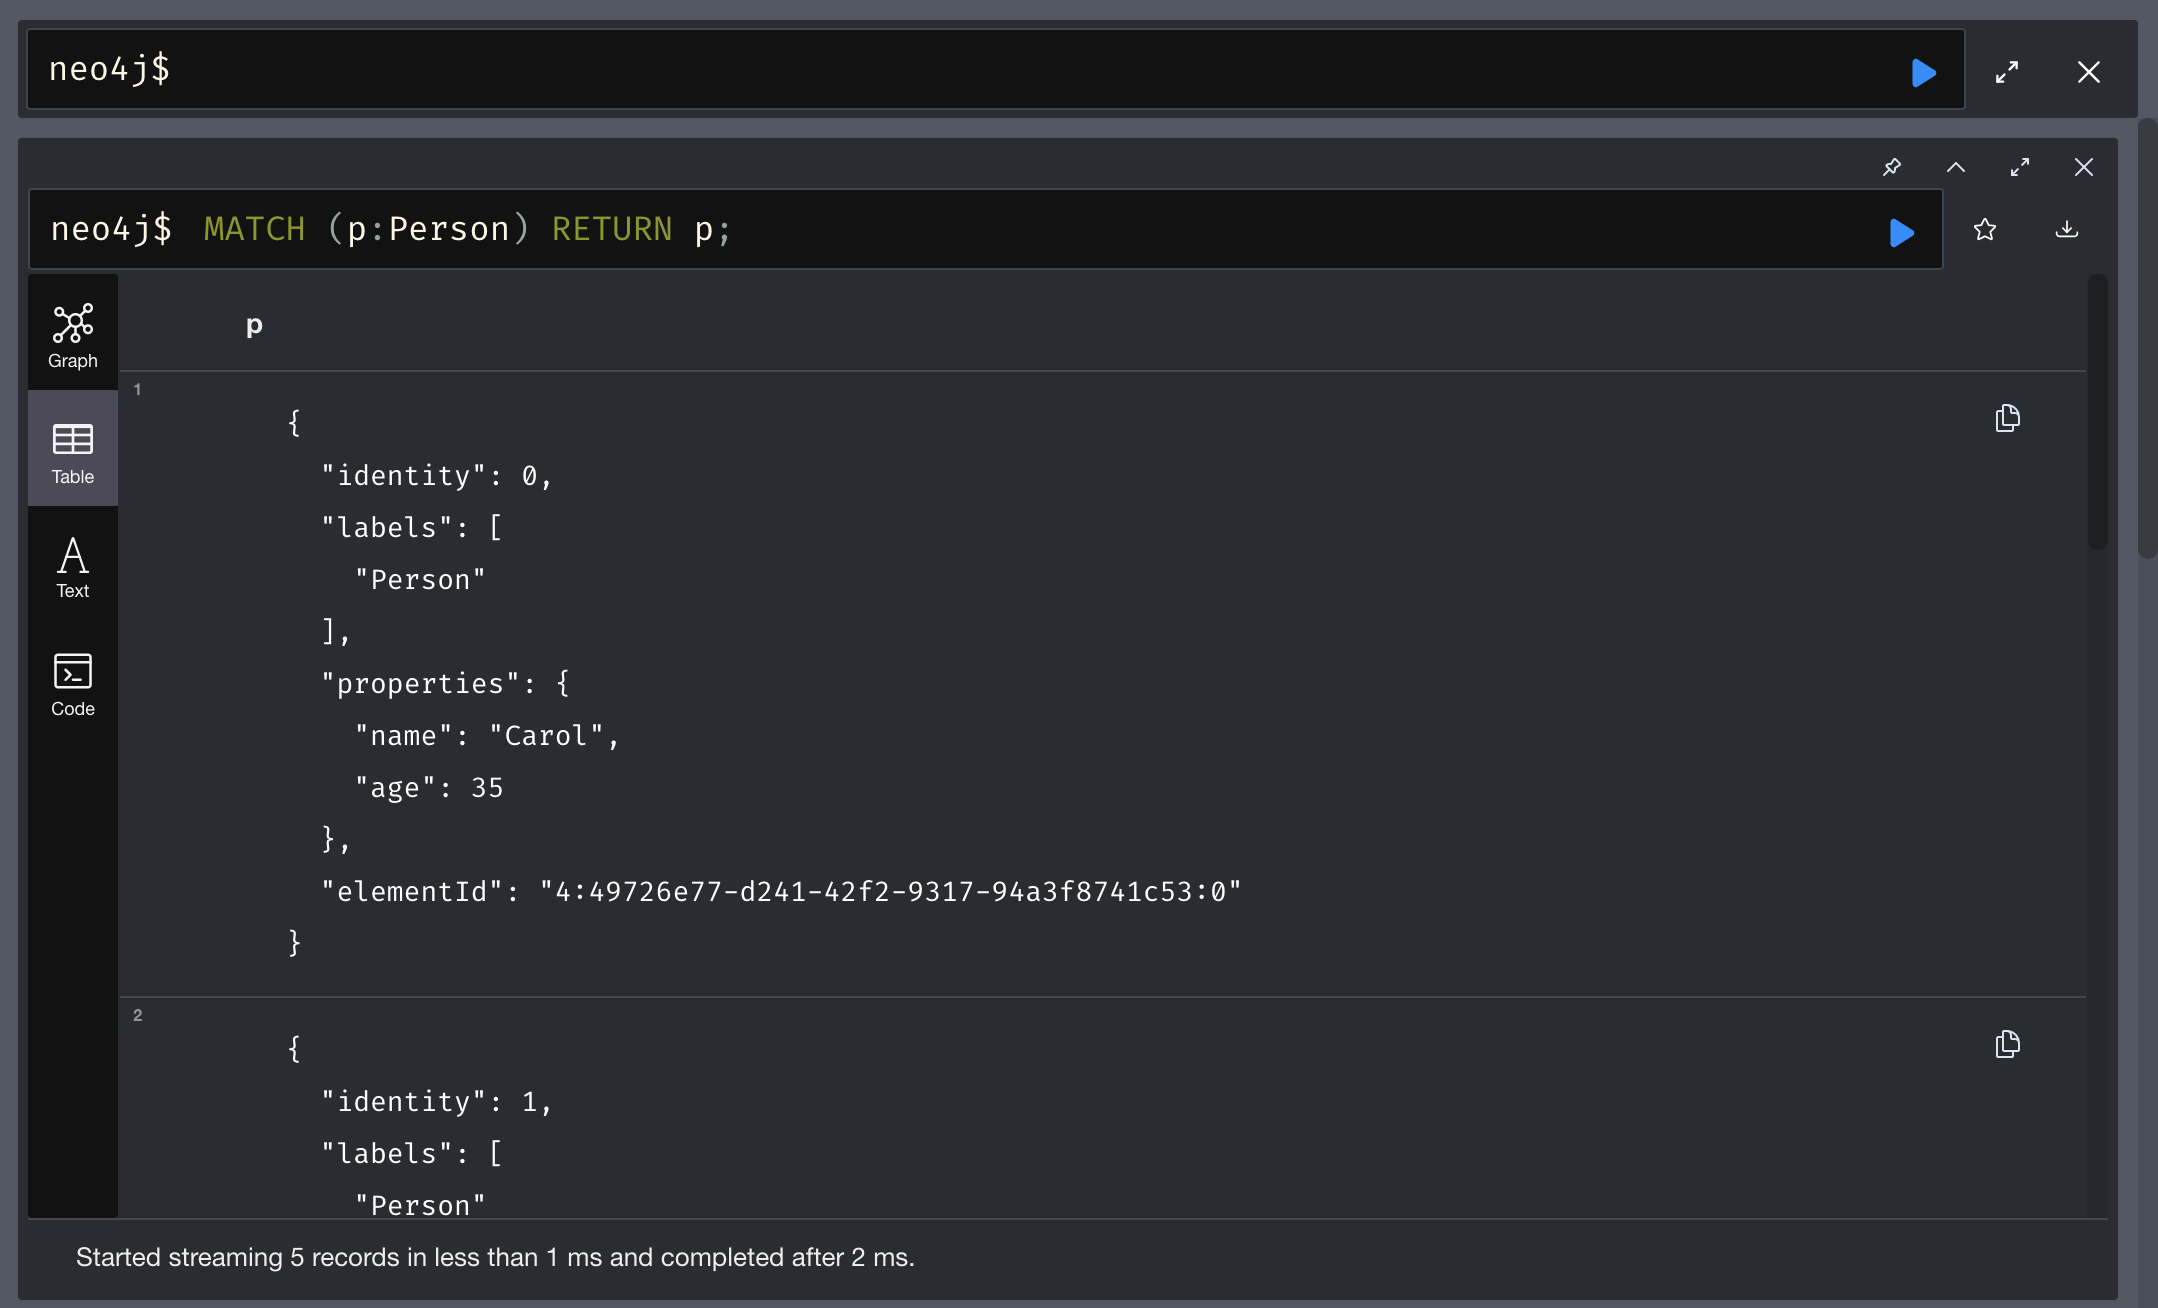 neo4j$
neo4j$ MATCH (p:Person) RETURN p;
Graph
Table
Text
Code
p
1
{
  "identity": 0,
  "labels": [
    "Person"
  ],
  "properties": {
    "name": "Carol",
    "age": 35
  },
  "elementId": "4:49726e77-d241-42f2-9317-94a3f8741c53:0"
}
2
{
  "identity": 1,
  "labels": [
    "Person"
Started streaming 5 records in less than 1 ms and completed after 2 ms.